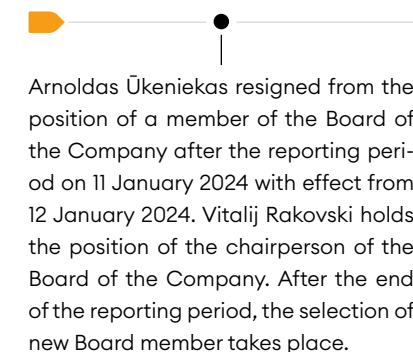 Arnoldas Ūkeniekas resigned from the
position of a member of the Board of
the Company after the reporting peri-
od on 11 January 2024 with effect from
12 January 2024. Vitalij Rakovski holds
the position of the chairperson of the
Board of the Company. After the end
of the reporting period, the selection of
new Board member takes place.